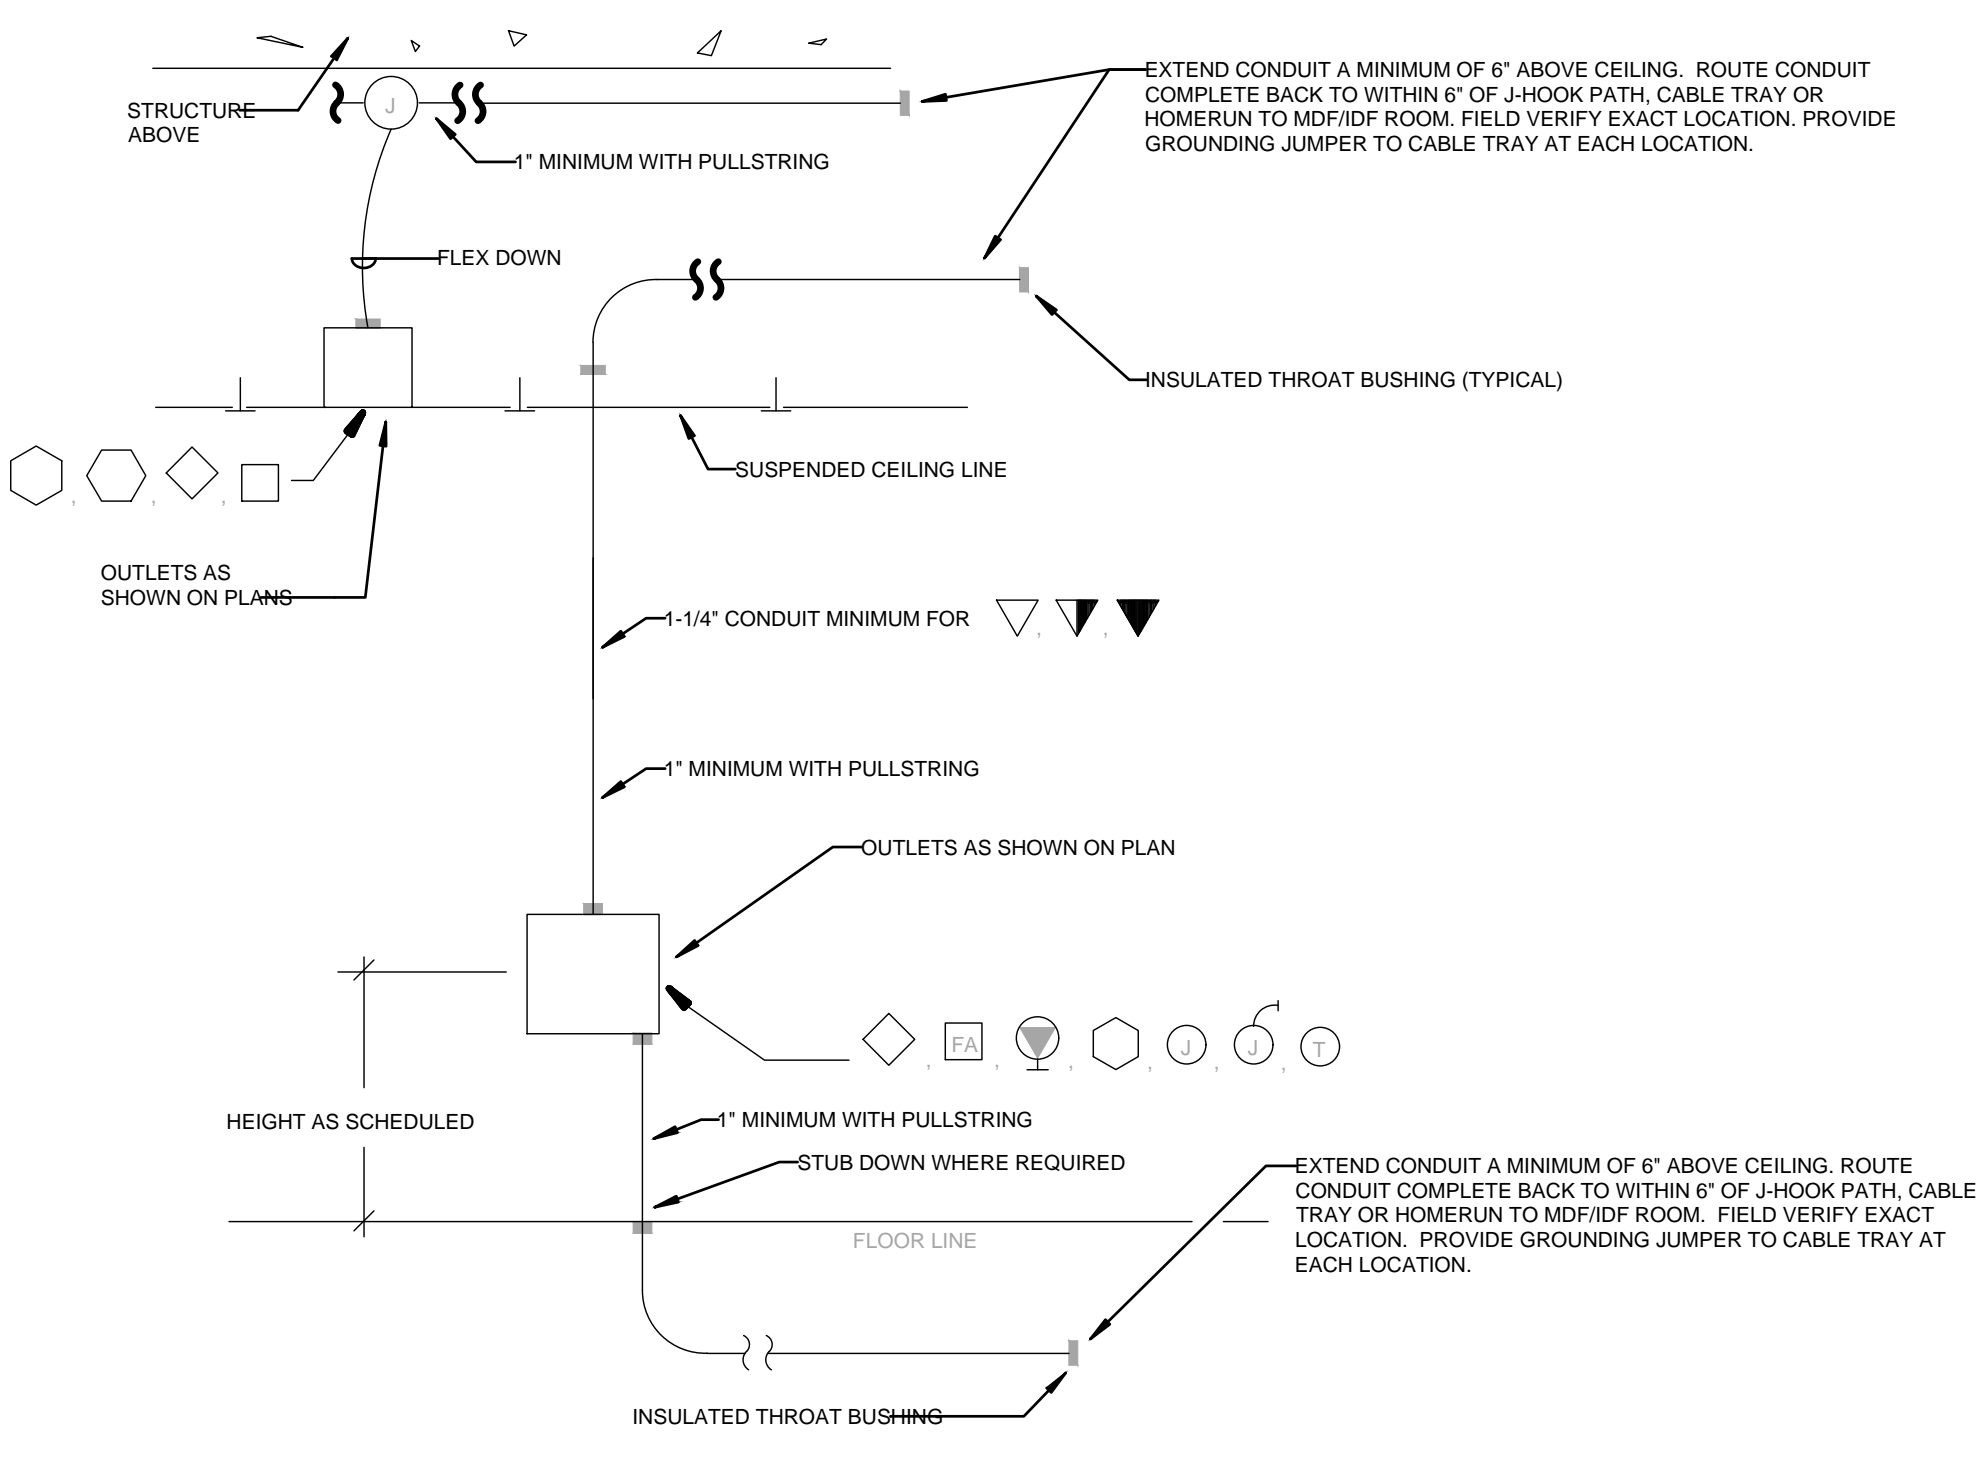 EXTEND CONDUIT A MINIMUM OF 6" ABOVE CEILING. ROUTE CONDUIT
COMPLETE BACK TO WITHIN 6" OF J-HOOK PATH, CABLE TRAY OR
HOMERUN TO MDF/IDF ROOM. FIELD VERIFY EXACT LOCATION. PROVIDE
GROUNDING JUMPER TO CABLE TRAY AT EACH LOCATION.
STRUCTURE
ABOVE
J
1" MINIMUM WITH PULLSTRING
FLEX DOWN
INSULATED THROAT BUSHING (TYPICAL)
SUSPENDED CEILING LINE
, , ,
OUTLETS AS
SHOWN ON PLANS
1-1/4" CONDUIT MINIMUM FOR , ,
1" MINIMUM WITH PULLSTRING
OUTLETS AS SHOWN ON PLAN
, FA , , , J , J , T
HEIGHT AS SCHEDULED
1" MINIMUM WITH PULLSTRING
STUB DOWN WHERE REQUIRED
FLOOR LINE
EXTEND CONDUIT A MINIMUM OF 6" ABOVE CEILING. ROUTE
CONDUIT COMPLETE BACK TO WITHIN 6" OF J-HOOK PATH, CABLE
TRAY OR HOMERUN TO MDF/IDF ROOM. FIELD VERIFY EXACT
LOCATION. PROVIDE GROUNDING JUMPER TO CABLE TRAY AT
EACH LOCATION.
INSULATED THROAT BUSHING